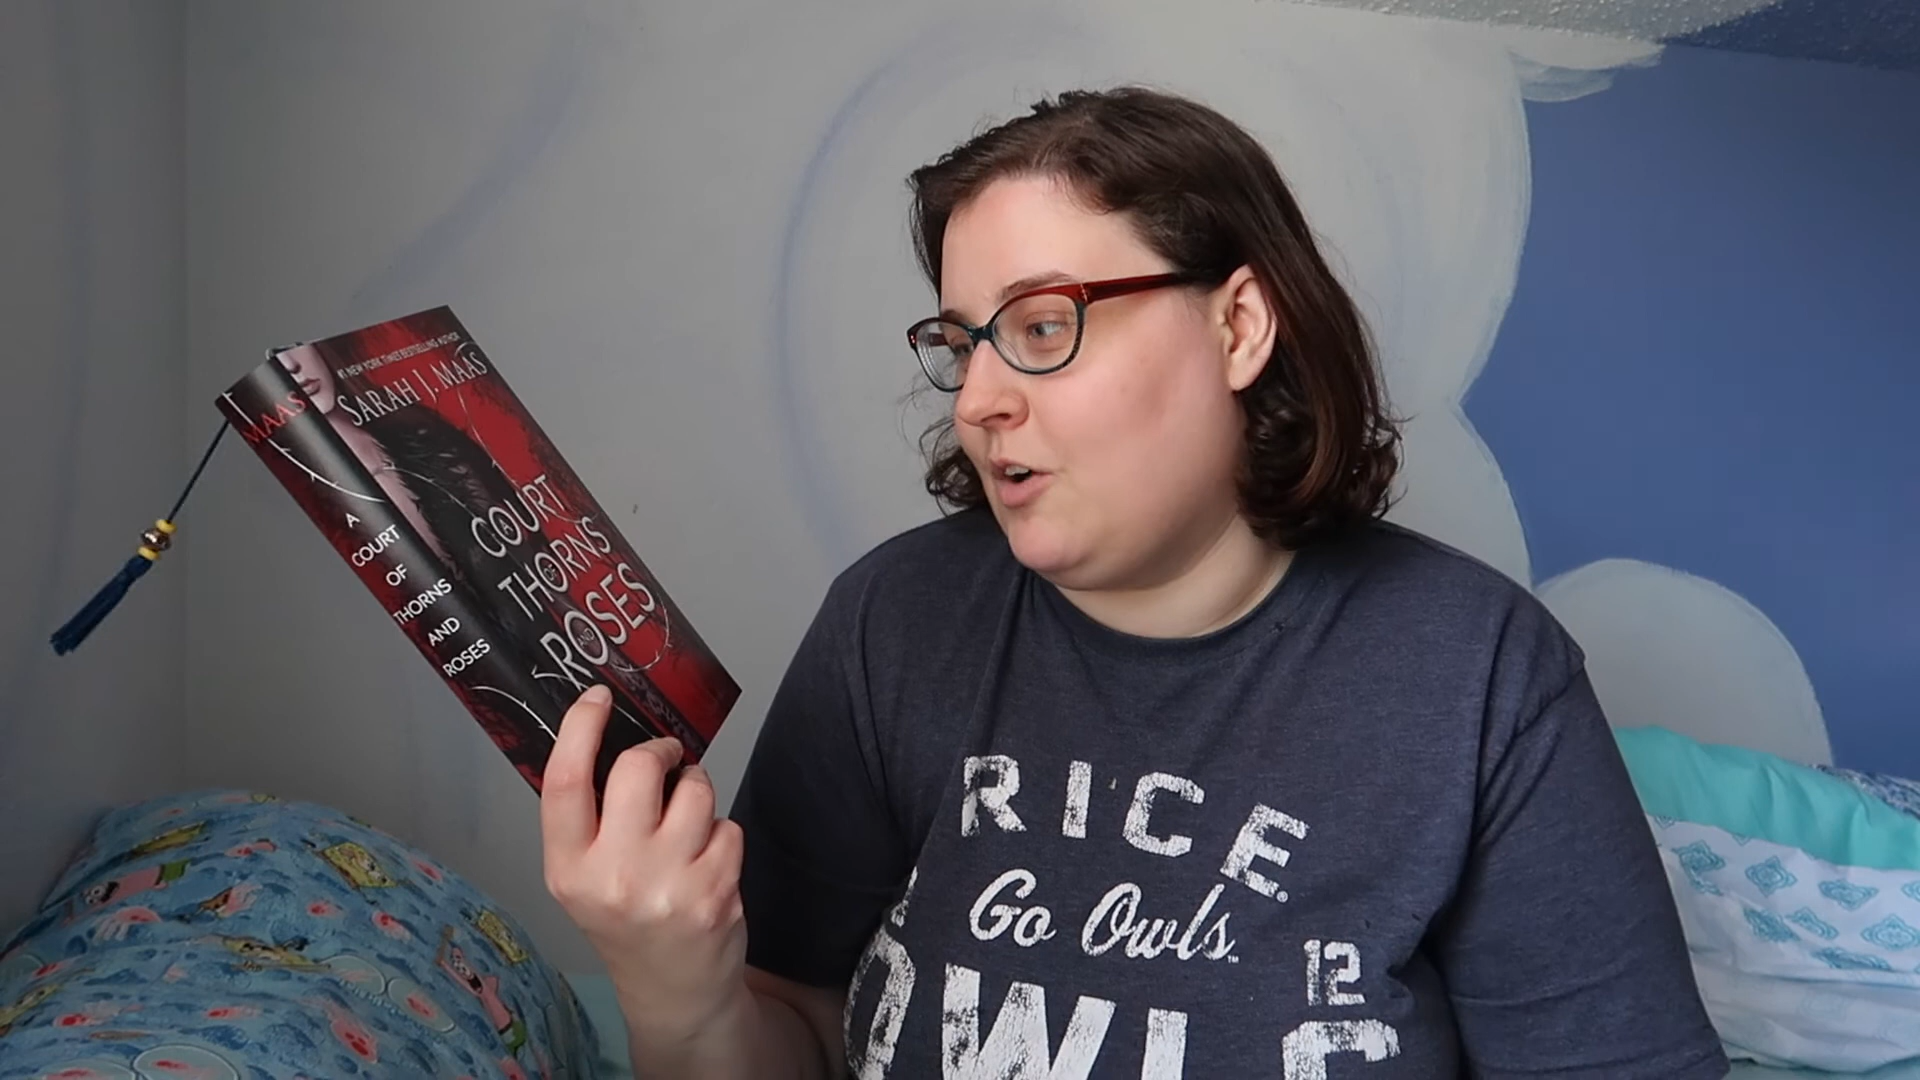 #1 NEW YORK TIMES BESTSELLING AUTHOR
SARAH J. MAAS
A
COURT
OF
THORNS
AND
ROSES
MAAS
A
COURT
OF
THORNS
AND
ROSES
RICE
Go Owls
12
OWLS